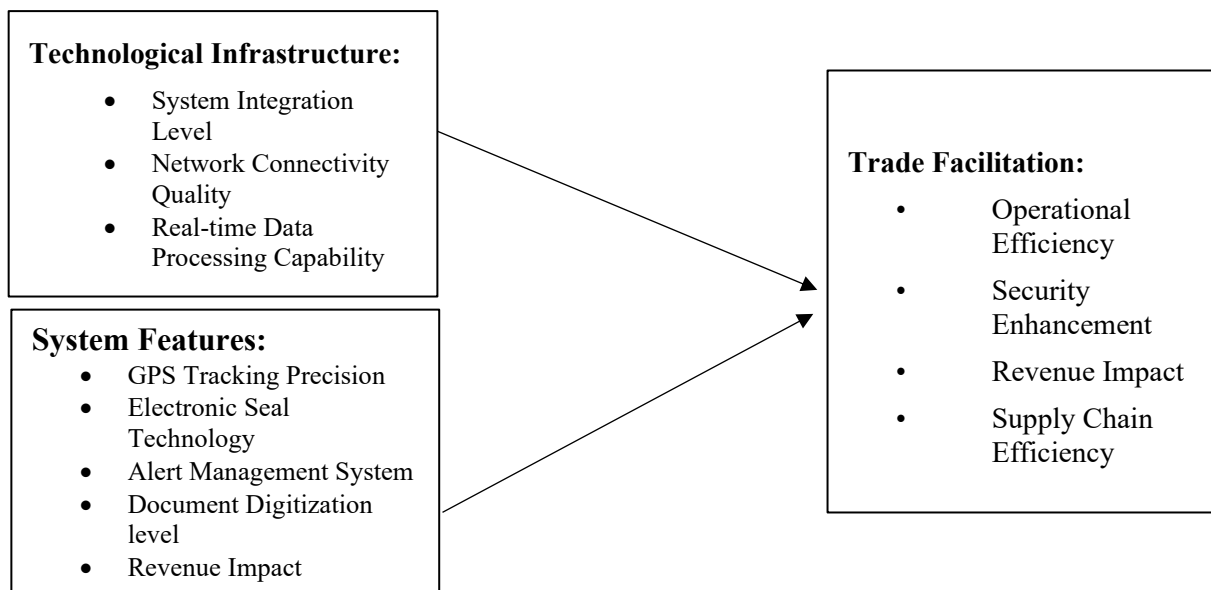 Technological Infrastructure:
• System Integration
Level
• Network Connectivity
Quality
• Real-time Data
Processing Capability
System Features:
• GPS Tracking Precision
• Electronic Seal
Technology
• Alert Management System
• Document Digitization
level
• Revenue Impact
Trade Facilitation:
• Operational
Efficiency
• Security
Enhancement
• Revenue Impact
• Supply Chain
Efficiency